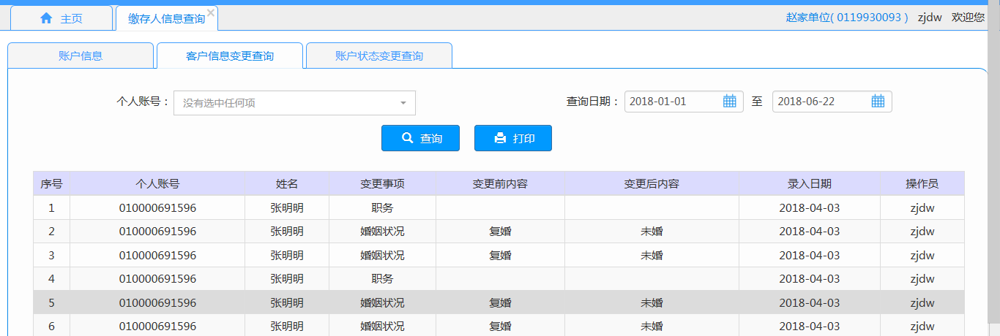 主页 缴存人信息查询 赵家单位( 0119930093 ) zjdw 欢迎您
账户信息 客户信息变更查询 账户状态变更查询
个人账号： 没有选中任何项 查询日期： 2018-01-01 至 2018-06-22
查询 打印
序号 个人账号 姓名 变更事项 变更前内容 变更后内容 录入日期 操作员
1 010000691596 张明明 职务 2018-04-03 zjdw
2 010000691596 张明明 婚姻状况 复婚 未婚 2018-04-03 zjdw
3 010000691596 张明明 婚姻状况 复婚 未婚 2018-04-03 zjdw
4 010000691596 张明明 职务 2018-04-03 zjdw
5 010000691596 张明明 婚姻状况 复婚 未婚 2018-04-03 zjdw
6 010000691596 张明明 婚姻状况 复婚 未婚 2018-04-03 zjdw